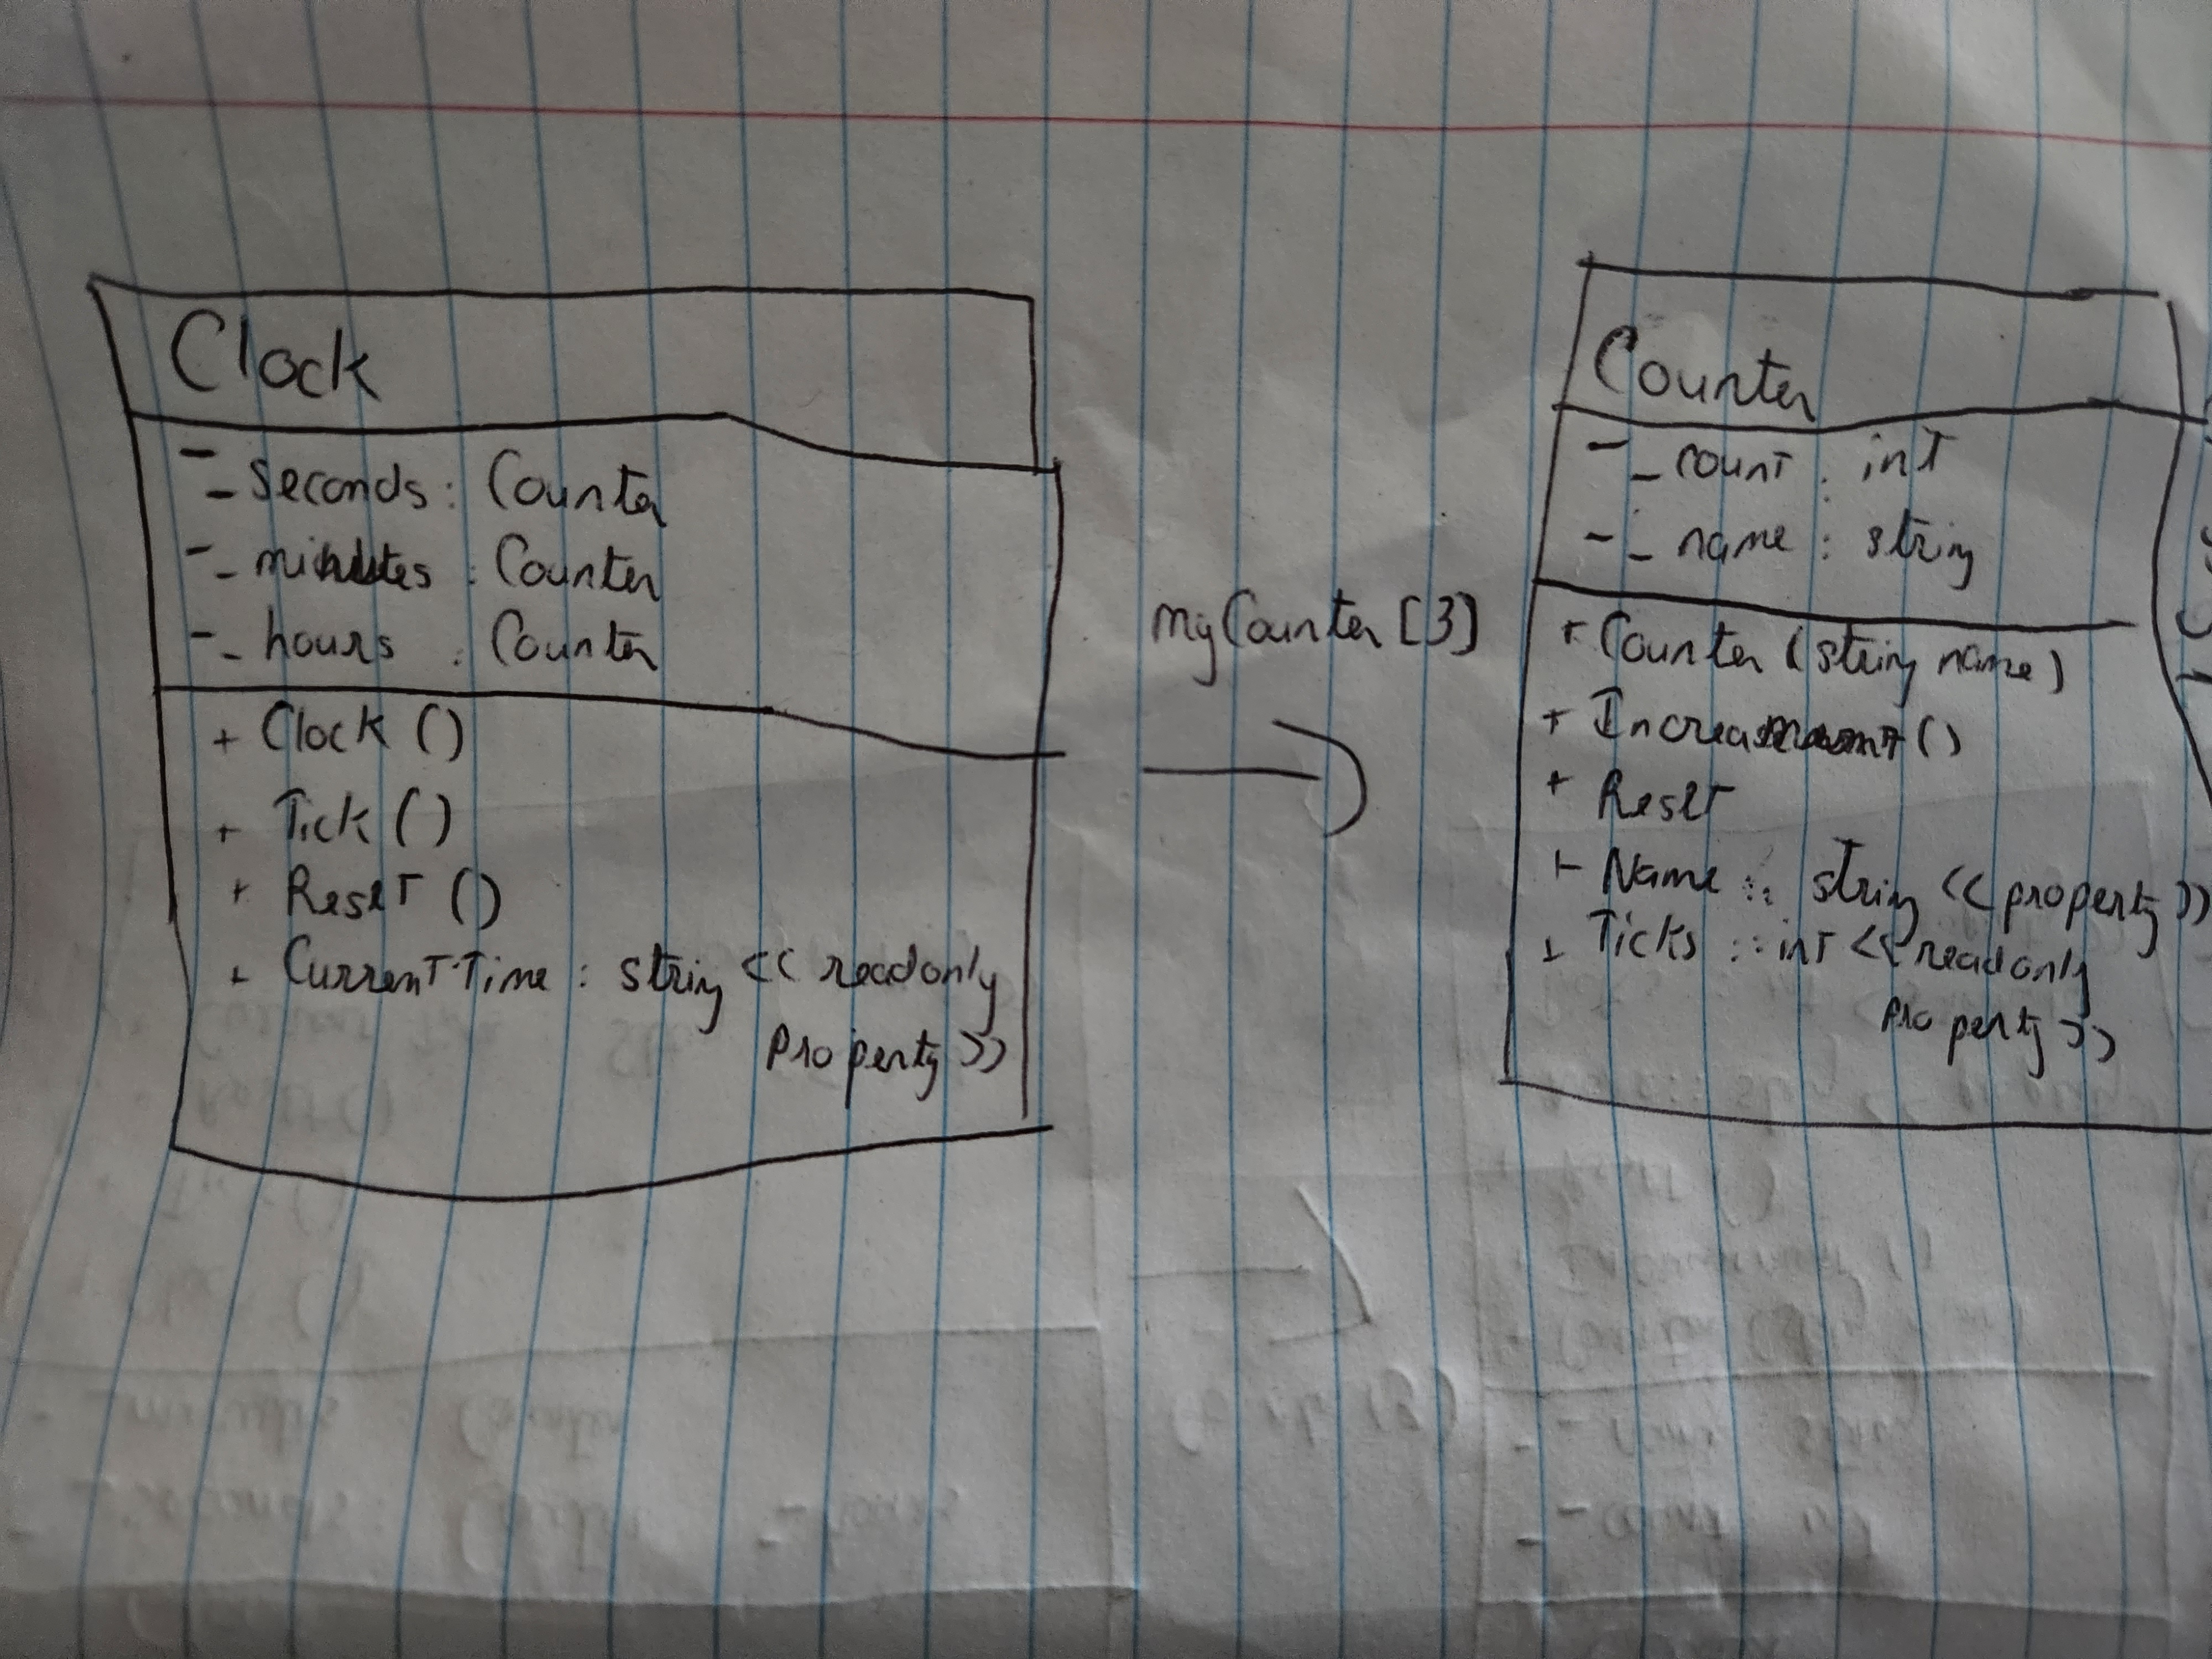 Clock
- _seconds : Counter
- _minutes : Counter
- _hours : Counter
+ Clock ()
+ Tick ()
+ Reset ()
+ CurrentTime : string << readonly
property >>
myCounter [3]
Counter
- _count : int
- _name : string
+ Counter (string name)
+ ()
+ Reset
+ Name :: string << property >>
+ Ticks :: int << readonly
property >>